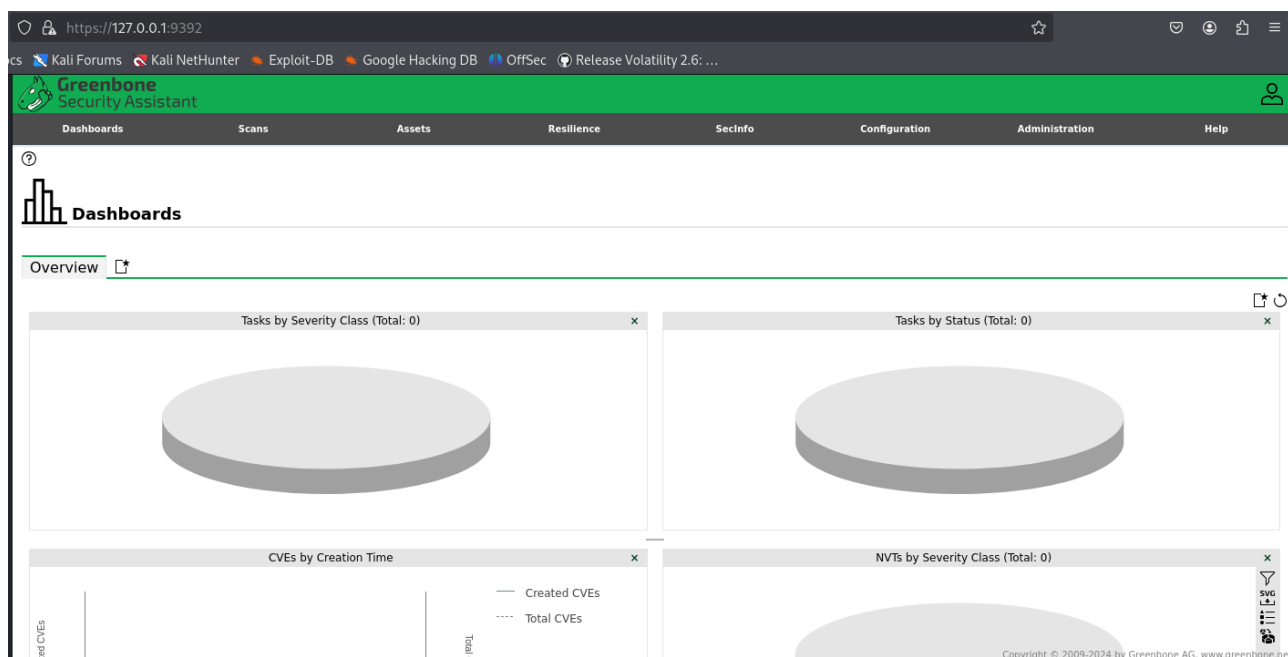 https://127.0.0.1:9392
ocs Kali Forums Kali NetHunter Exploit-DB Google Hacking DB OffSec Release Volatility 2.6: ...
Greenbone
Security Assistant
Dashboards Scans Assets Resilience SecInfo Configuration Administration Help
Dashboards
Overview
Tasks by Severity Class (Total: 0)
Tasks by Status (Total: 0)
CVEs by Creation Time
NVTs by Severity Class (Total: 0)
Created CVEs
Total CVEs
ted CVEs
Total
SVG
Copyright © 2009-2024 by Greenbone AG, www.greenbone.ne